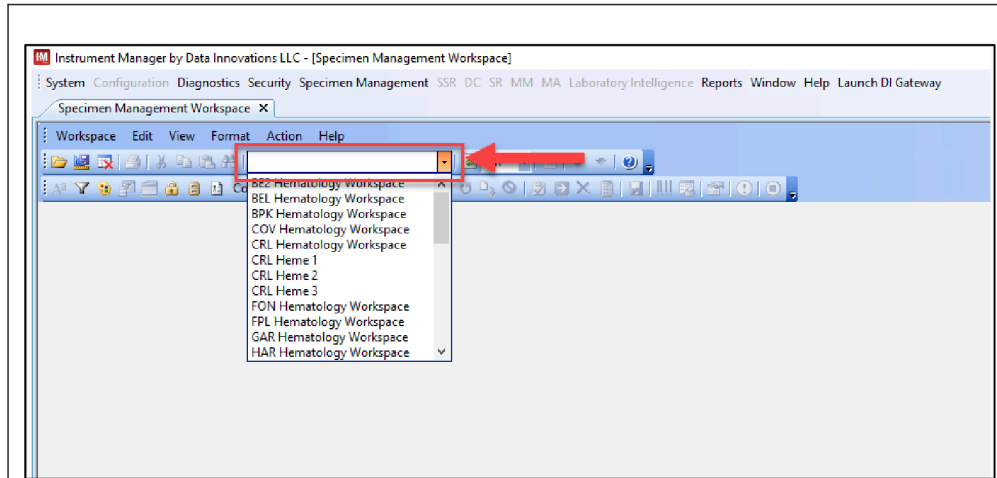 IM Instrument Manager by Data Innovations LLC - [Specimen Management Workspace]
System Configuration Diagnostics Security Specimen Management SSR DC SR MM MA Laboratory Intelligence Reports Window Help Launch DI Gateway
Specimen Management Workspace X
Workspace Edit View Format Action Help
BE2 Hematology Workspace
BEL Hematology Workspace
BPK Hematology Workspace
COV Hematology Workspace
CRL Hematology Workspace
CRL Heme 1
CRL Heme 2
CRL Heme 3
FON Hematology Workspace
FPL Hematology Workspace
GAR Hematology Workspace
HAR Hematology Workspace